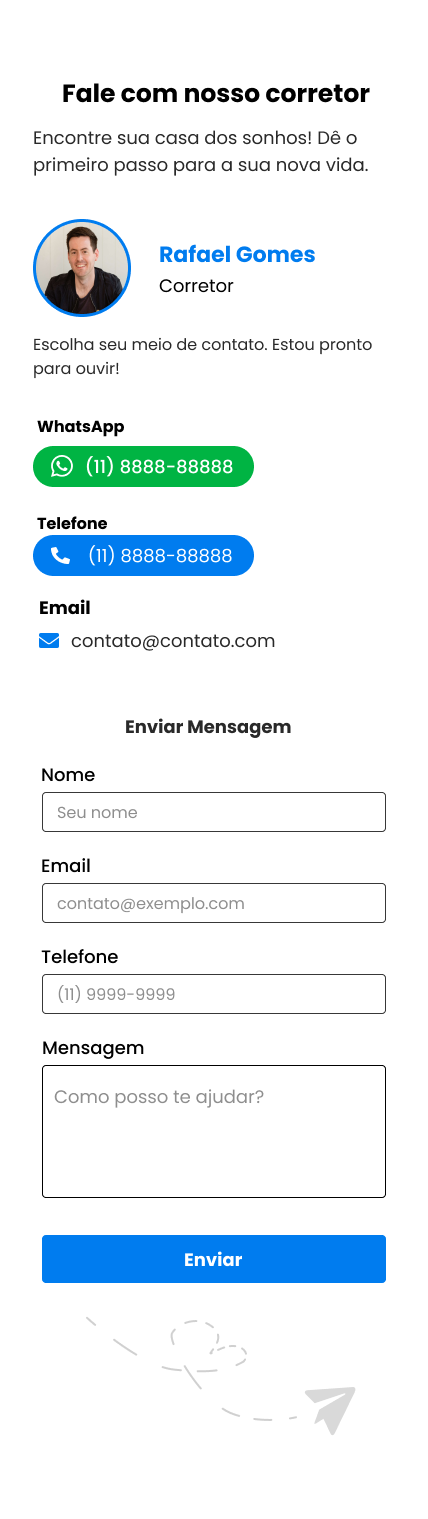 Fale com nosso corretor
Encontre sua casa dos sonhos! Dê o
primeiro passo para a sua nova vida.
Rafael Gomes
Corretor
Escolha seu meio de contato. Estou pronto
para ouvir!
WhatsApp
(11) 8888-88888
Telefone
(11) 8888-88888
Email
contato@contato.com
Enviar Mensagem
Nome
Seu nome
Email
contato@exemplo.com
Telefone
(11) 9999-9999
Mensagem
Como posso te ajudar?
Enviar